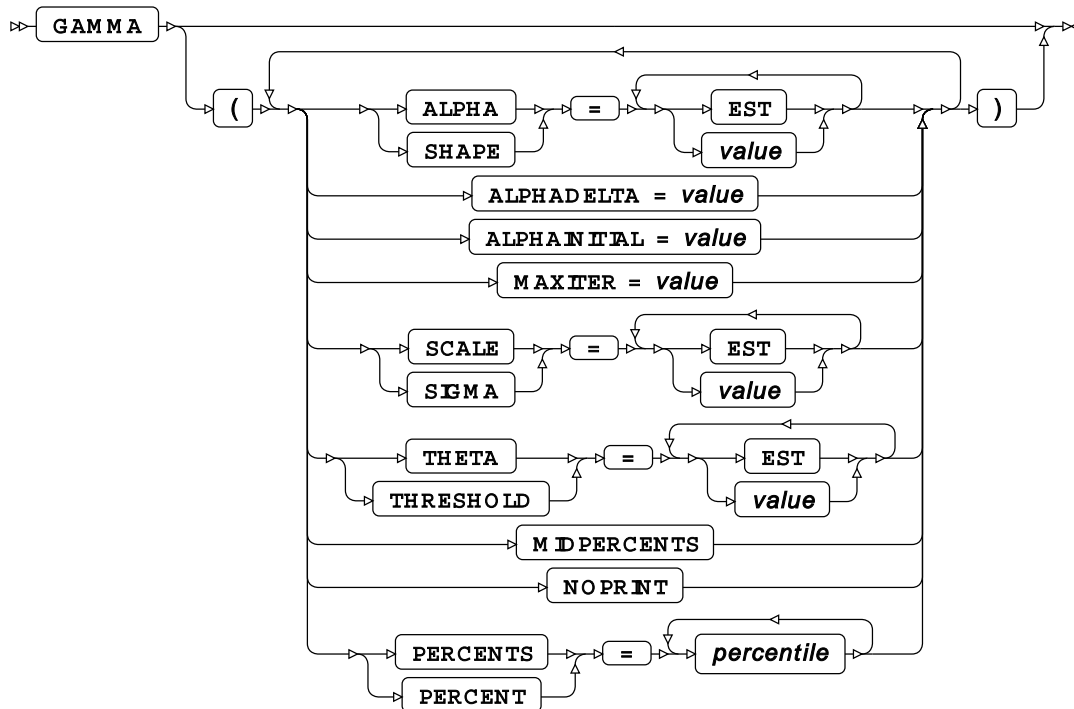 GAMMA
(
ALPHA = EST
)
SHAPE value
ALPHADELTA = value
ALPHAINITIAL = value
MAXITER = value
SCALE = EST
SIGMA value
THETA = EST
THRESHOLD value
MIDPERCENTS
NOPRINT
PERCENTS = percentile
PERCENT